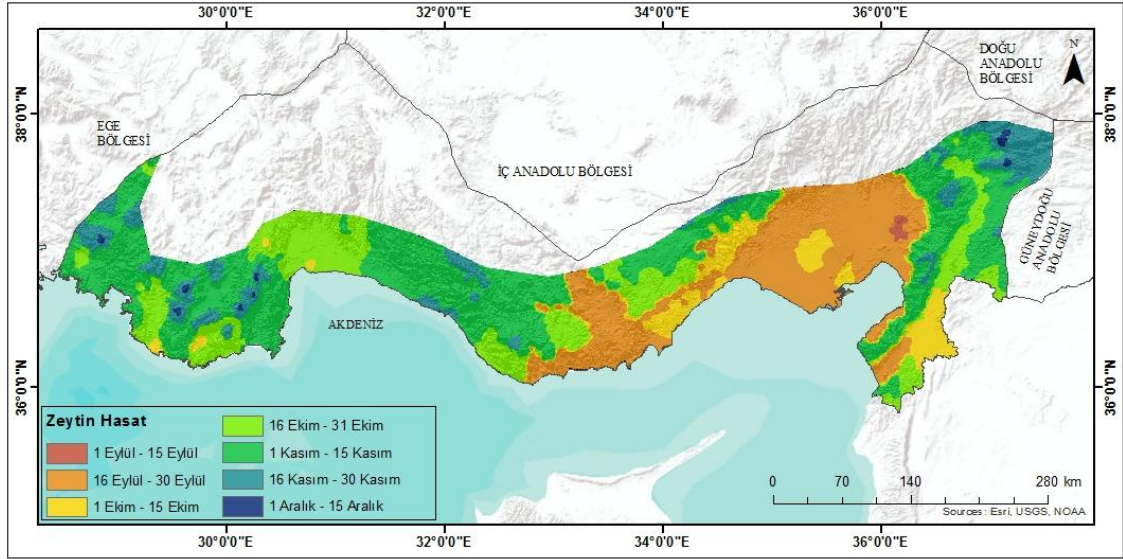 30°0'0"E 32°0'0"E 34°0'0"E 36°0'0"E
DOĞU
ANADOLU
BÖLGESİ
N
38°0'0"N
38°0'0"N
EGE
BÖLGESİ
İÇ ANADOLU BÖLGESİ
GÜNEYDOĞU
ANADOLU
BÖLGESİ
AKDENİZ
36°0'0"N
36°0'0"N
Zeytin Hasat
1 Eylül - 15 Eylül
16 Eylül - 30 Eylül
1 Ekim - 15 Ekim
16 Ekim - 31 Ekim
1 Kasım - 15 Kasım
16 Kasım - 30 Kasım
1 Aralık - 15 Aralık
0 70 140 210 280 km
Sources: Esri, USGS, NOAA
30°0'0"E 32°0'0"E 34°0'0"E 36°0'0"E